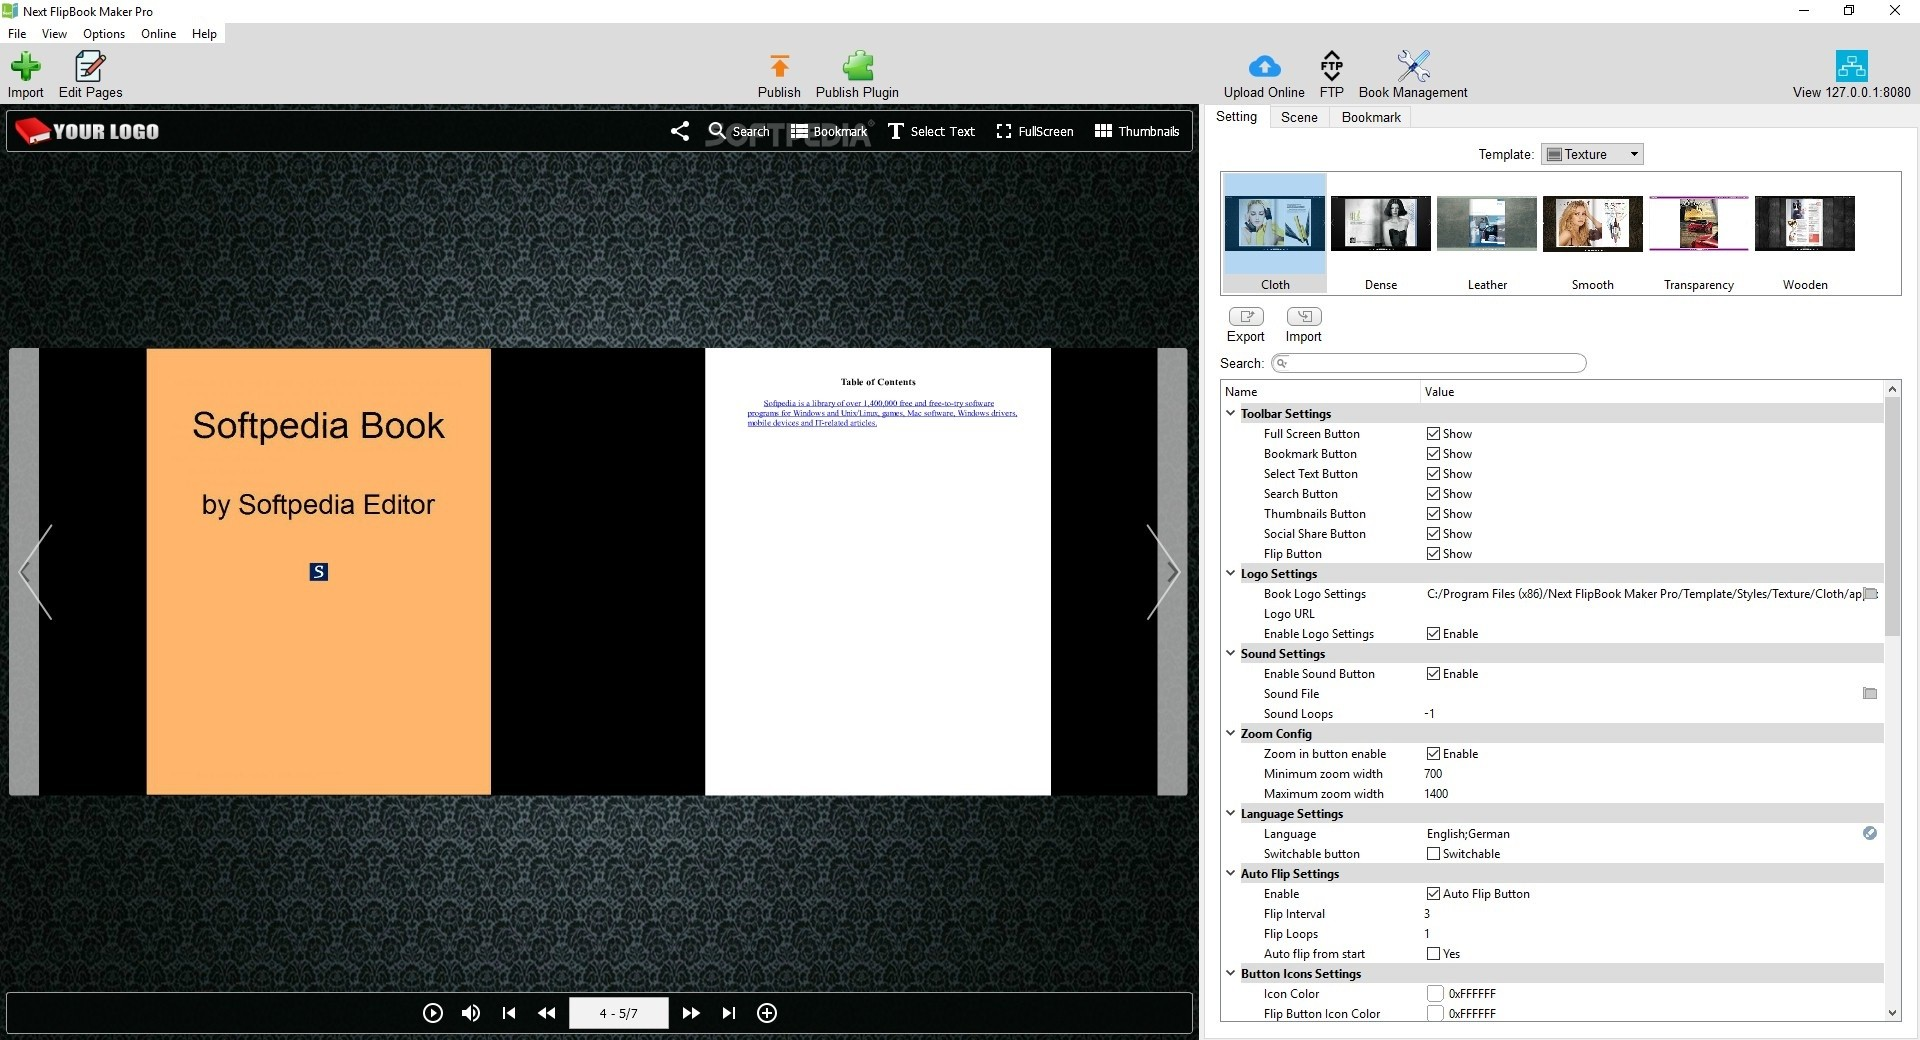 Next FlipBook Maker Pro
File View Options Online Help
Import Edit Pages Publish Publish Plugin Upload Online FTP Book Management View 127.0.0.1:8080
YOUR LOGO
SOFTPEDIA®
Search Bookmark Select Text FullScreen Thumbnails
Softpedia Book
by Softpedia Editor
S
Table of Contents
Softpedia is a library of over 1,400,000 free and free-to-try software
programs for Windows and Unix/Linux, games, Mac software, Windows drivers,
mobile devices and IT-related articles.
4 - 5/7
Setting Scene Bookmark
Template: Texture
Cloth Dense Leather Smooth Transparency Wooden
Export Import
Search:
Name Value
Toolbar Settings
Full Screen Button Show
Bookmark Button Show
Select Text Button Show
Search Button Show
Thumbnails Button Show
Social Share Button Show
Flip Button Show
Logo Settings
Book Logo Settings C:/Program Files (x86)/Next FlipBook Maker Pro/Template/Styles/Texture/Cloth/ap
Logo URL
Enable Logo Settings Enable
Sound Settings
Enable Sound Button Enable
Sound File
Sound Loops -1
Zoom Config
Zoom in button enable Enable
Minimum zoom width 700
Maximum zoom width 1400
Language Settings
Language English;German
Switchable button Switchable
Auto Flip Settings
Enable Auto Flip Button
Flip Interval 3
Flip Loops 1
Auto flip from start Yes
Button Icons Settings
Icon Color 0xFFFFFF
Flip Button Icon Color 0xFFFFFF